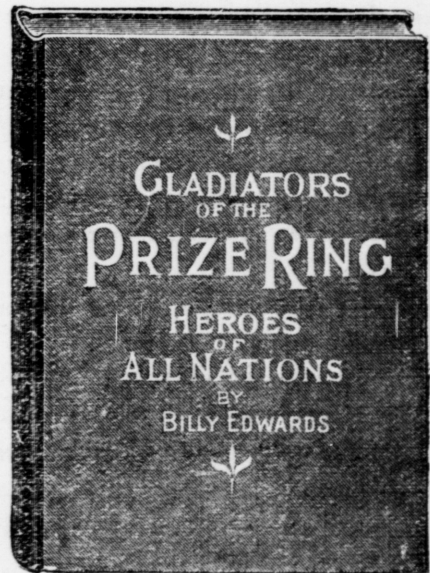 GLADIATORS
OF THE
PRIZE RING
HEROES
OF
ALL NATIONS
BY
BILLY EDWARDS